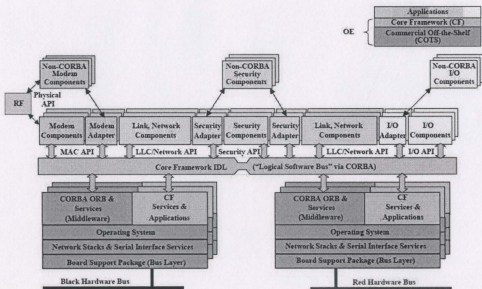 Applications
OE
Core Framework (CF)
Commercial Off-the-Shelf
(COTS)
Non-CORBA
Modem
Components
Non-CORBA
Security
Components
Non-CORBA
I/O
Components
RF
Physical
API
Modem
Components
Modem
Adapter
Link, Network
Components
Security
Adapter
Security
Components
Security
Adapter
Link, Network
Components
I/O
Adapter
I/O
Components
MAC API
LLC/Network API
Security API
LLC/Network API
I/O API
Core Framework IDL
("Logical Software Bus" via CORBA)
CORBA ORB &
Services
(Middleware)
CF
Services &
Applications
Operating System
Network Stacks & Serial Interface Services
Board Support Package (Bus Layer)
CORBA ORB &
Services
(Middleware)
CF
Services &
Applications
Operating System
Network Stacks & Serial Interface Services
Board Support Package (Bus Layer)
Black Hardware Bus
Red Hardware Bus